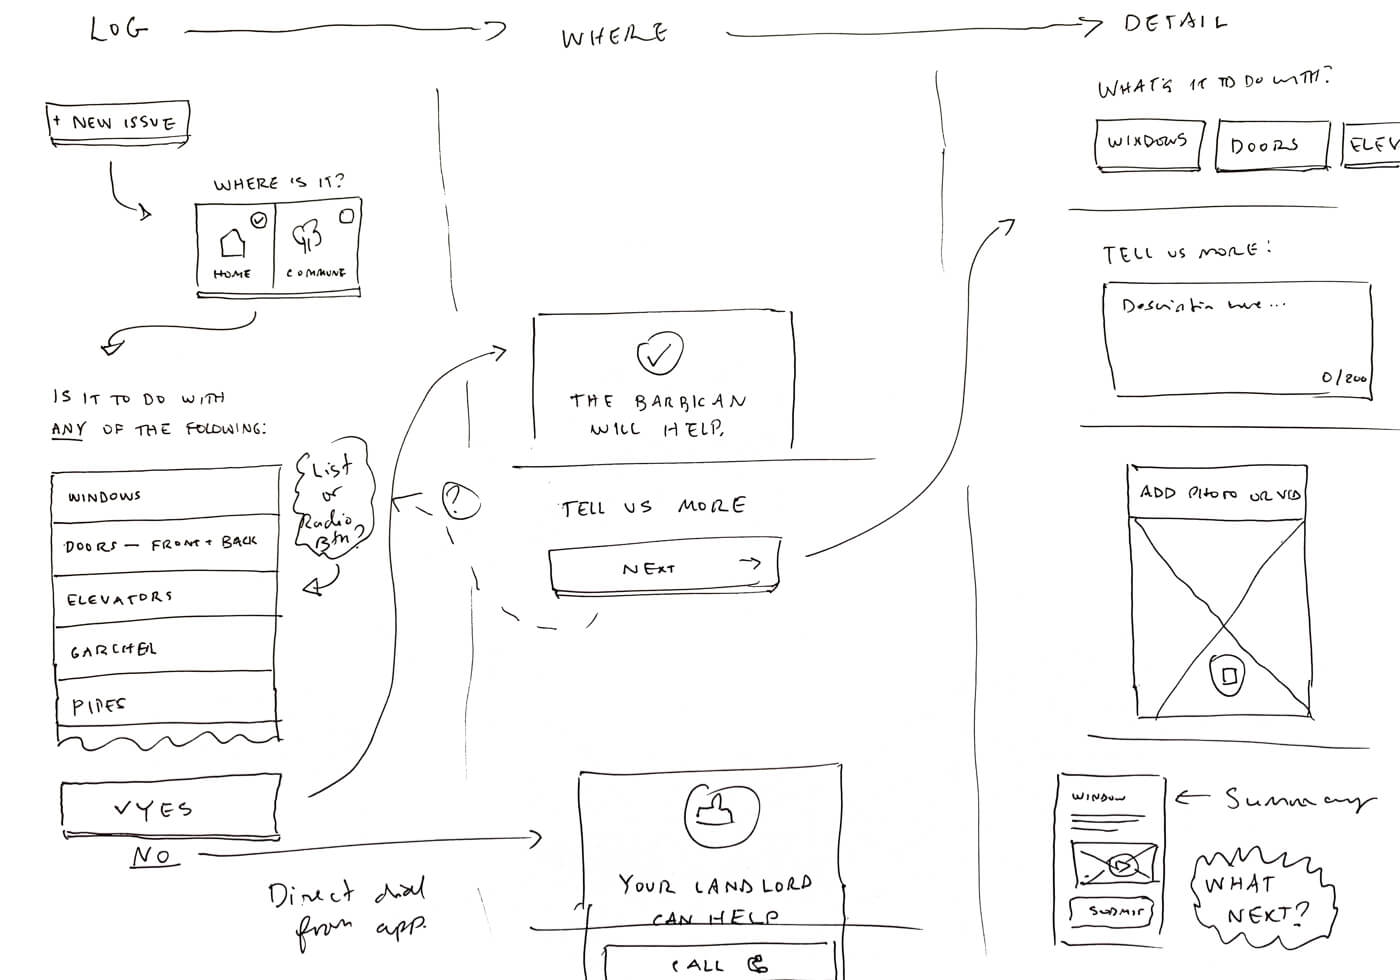 LOG
WHERE
DETAIL
+ NEW ISSUE
WHERE IS IT?
HOME
COMMUNE
IS IT TO DO WITH
ANY OF THE FOLOWING:
WINDOWS
DOORS — FRONT + BACK
ELEVATORS
GARCHEL
PIPES
List
or
Radio
Btn?
✓YES
NO
Direct dial
from app.
THE BARBICAN
WILL HELP.
TELL US MORE
NEXT →
?
YOUR LANDLORD
CAN HELP
CALL
WHAT'S IT TO DO WITH?
WINDOWS
DOORS
ELEV
TELL US MORE:
Description here...
0/200
ADD PHOTO OR VID
WINDOW
SUBMIT
← Summary
WHAT
NEXT?